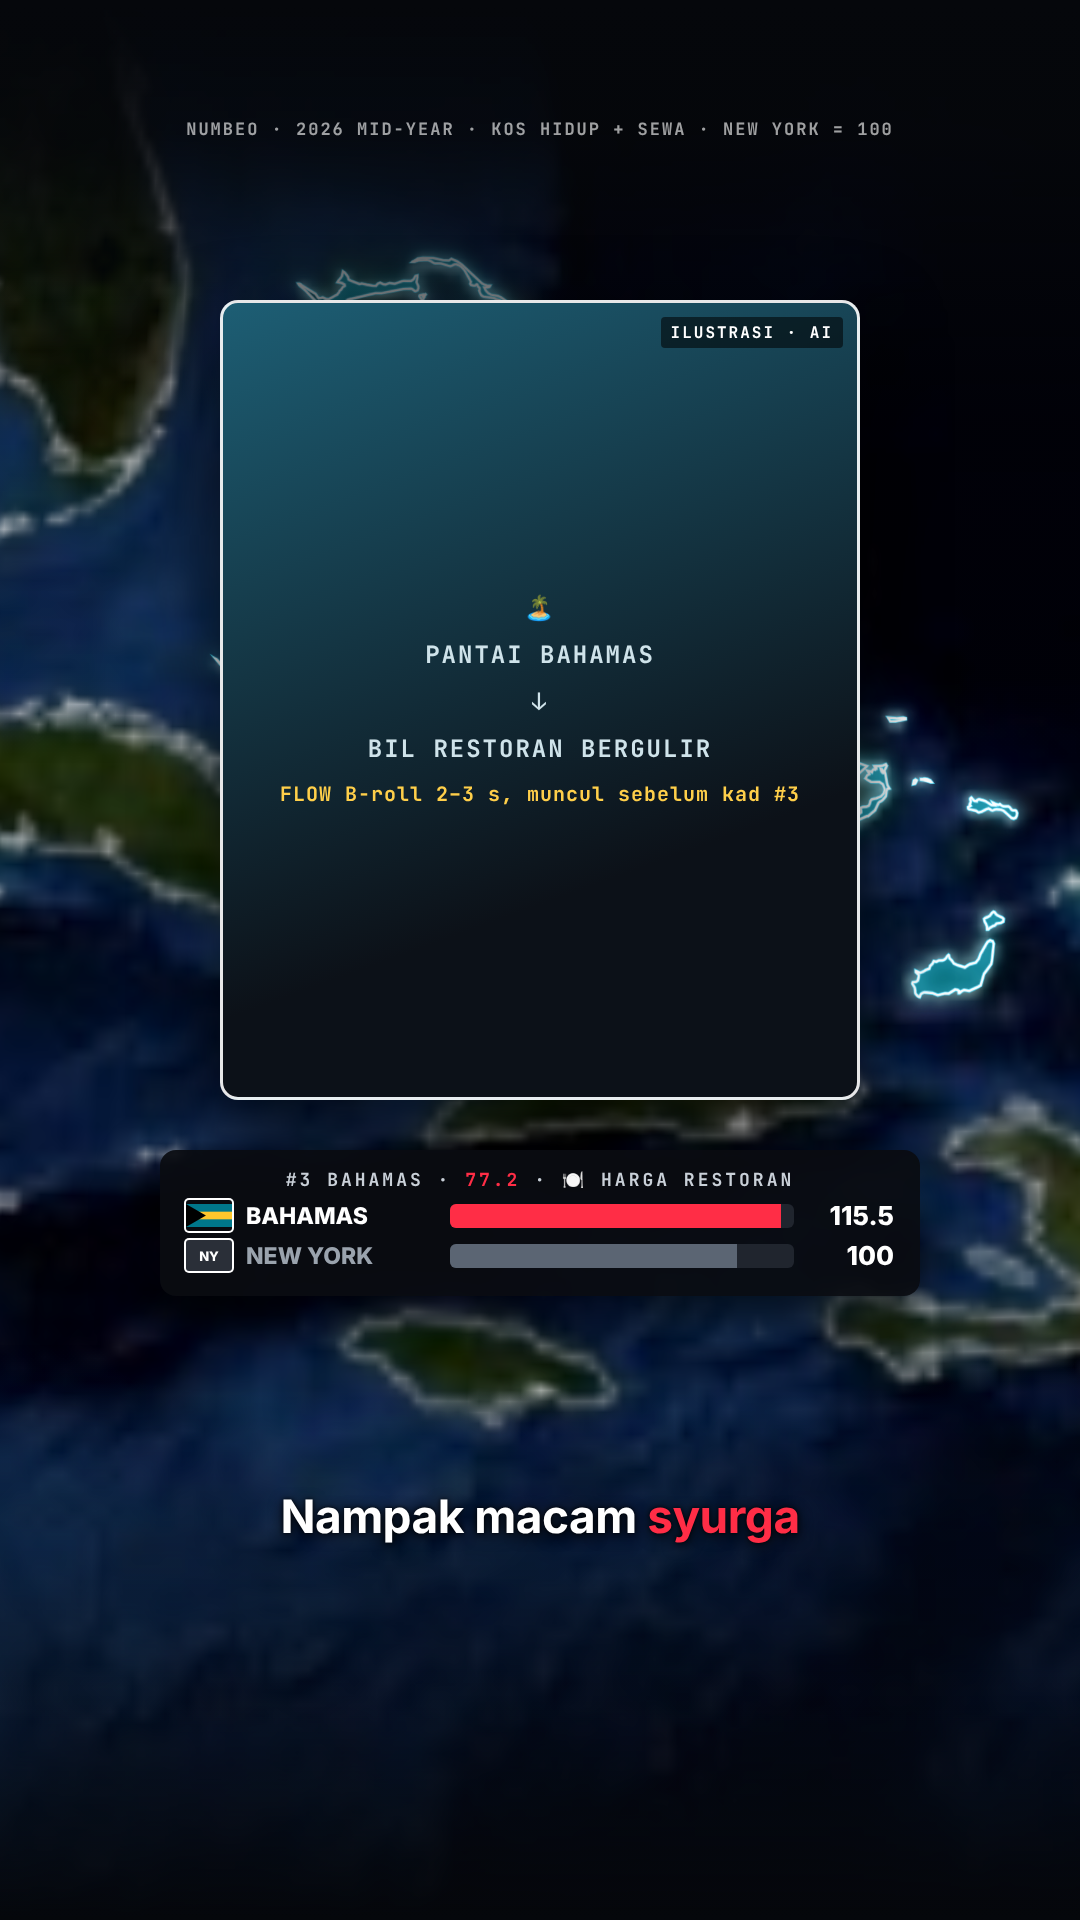 NUMBEO · 2026 MID-YEAR · KOS HIDUP + SEWA · NEW YORK = 100
ILUSTRASI · AI
PANTAI BAHAMAS
↓
BIL RESTORAN BERGULIR
FLOW B-roll 2–3 s, muncul sebelum kad #3
#3 BAHAMAS · 77.2 · 🍽️ HARGA RESTORAN
BAHAMAS 115.5
NY NEW YORK 100
Nampak macam syurga